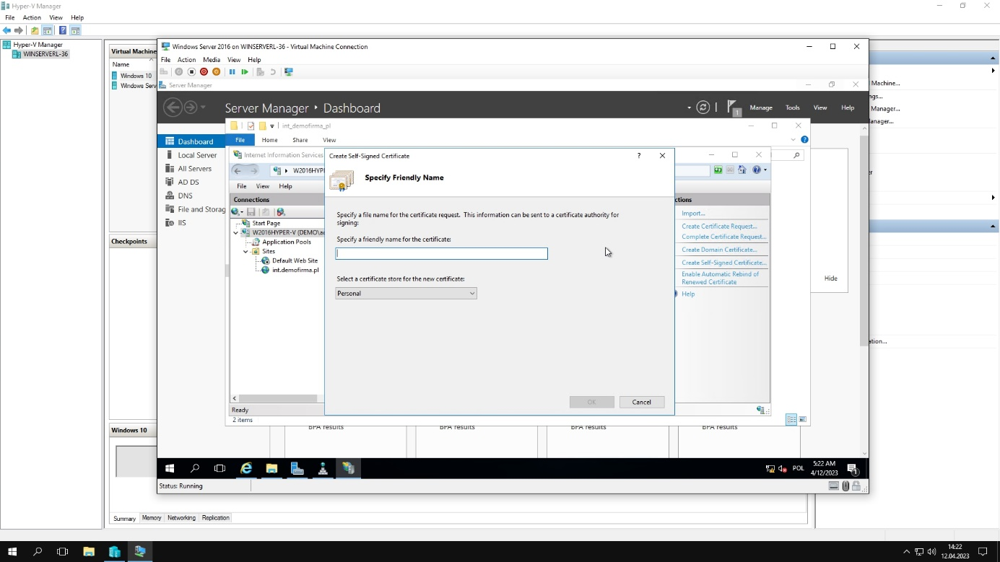 Hyper-V Manager
File Action View Help
Hyper-V Manager
WINSERVERL-36
Virtual Machine
Name
Windows 10
Windows Serv
Checkpoints
Windows 10
Summary Memory Networking Replication
Machine...
ngs...
Manager...
anager...
er
ation...
Windows Server 2016 on WINSERVERL-36 - Virtual Machine Connection
File Action Media View Help
Server Manager
Server Manager ‣ Dashboard
1 Manage Tools View Help
Dashboard
Local Server
All Servers
AD DS
DNS
File and Storag
IIS
int_demofirma_pl
File Home Share View
Internet Information Services
W2016HYPER
File View Help
Connections
Start Page
W2016HYPER-V (DEMO\ad
Application Pools
Sites
Default Web Site
int.demofirma.pl
Ready
2 items
Create Self-Signed Certificate
Specify Friendly Name
Specify a file name for the certificate request. This information can be sent to a certificate authority for
signing:
Specify a friendly name for the certificate:
Select a certificate store for the new certificate:
Personal
OK Cancel
ctions
Import...
Create Certificate Request...
Complete Certificate Request...
Create Domain Certificate...
Create Self-Signed Certificate...
Enable Automatic Rebind of
Renewed Certificate
Help
Hide
BPA results BPA results BPA results BPA results
POL
5:22 AM
4/12/2023
1
Status: Running
14:22
12.04.2023